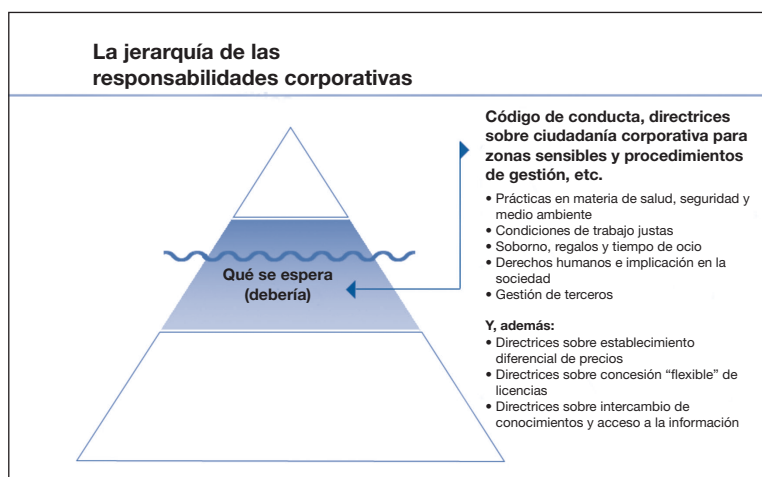 La jerarquía de las
responsabilidades corporativas
Código de conducta, directrices
sobre ciudadanía corporativa para
zonas sensibles y procedimientos
de gestión, etc.
• Prácticas en materia de salud, seguridad y
medio ambiente
• Condiciones de trabajo justas
• Soborno, regalos y tiempo de ocio
• Derechos humanos e implicación en la
sociedad
• Gestión de terceros
Qué se espera
(debería)
Y, además:
• Directrices sobre establecimiento
diferencial de precios
• Directrices sobre concesión “flexible” de
licencias
• Directrices sobre intercambio de
conocimientos y acceso a la información